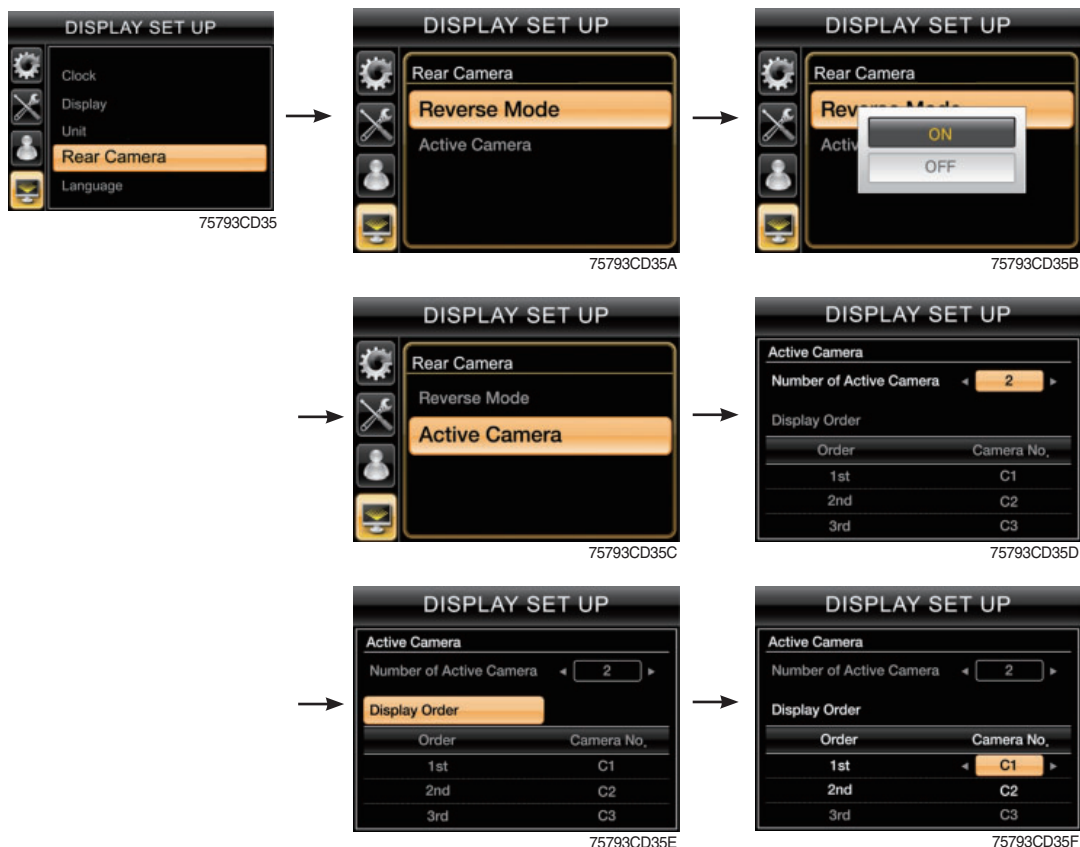 DISPLAY SET UP
Clock
Display
Unit
Rear Camera
Language
75793CD35
DISPLAY SET UP
Rear Camera
Reverse Mode
Active Camera
75793CD35A
DISPLAY SET UP
Rear Camera
ON
OFF
75793CD35B
DISPLAY SET UP
Rear Camera
Reverse Mode
Active Camera
75793CD35C
DISPLAY SET UP
Active Camera
Number of Active Camera 2
Display Order
Order Camera No.
1st C1
2nd C2
3rd C3
75793CD35D
DISPLAY SET UP
Active Camera
Number of Active Camera 2
Display Order
Order Camera No.
1st C1
2nd C2
3rd C3
75793CD35E
DISPLAY SET UP
Active Camera
Number of Active Camera 2
Display Order
Order Camera No.
1st C1
2nd C2
3rd C3
75793CD35F